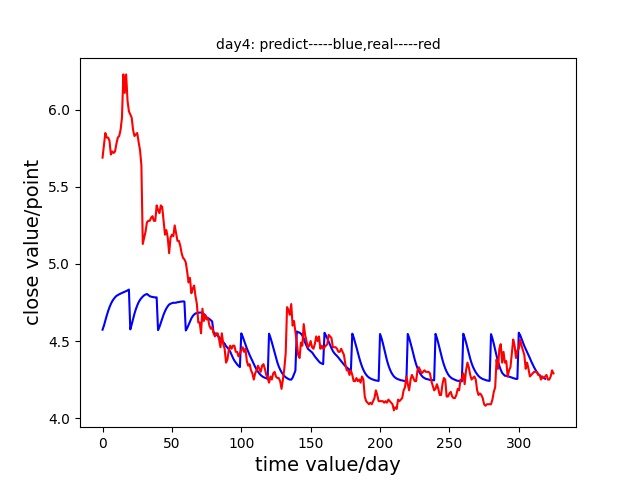 day4: predict-----blue,real-----red
close value/point
6.0
5.5
5.0
4.5
4.0
0 50 100 150 200 250 300
time value/day